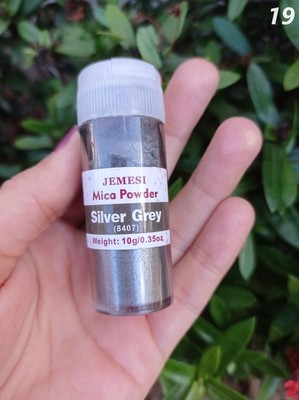 19
JEMESI
Mica Powder
Silver Grey
(8407)
Weight: 10g/0.35oz